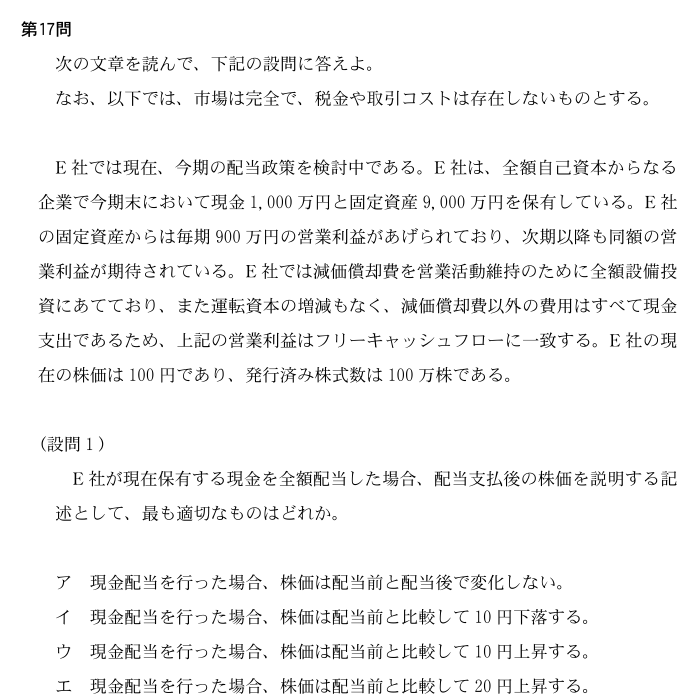 第17問
次の文章を読んで、下記の設問に答えよ。
なお、以下では、市場は完全で、税金や取引コストは存在しないものとする。
E 社では現在、今期の配当政策を検討中である。E 社は、全額自己資本からなる
企業で今期末において現金 1,000 万円と固定資産 9,000 万円を保有している。E 社
の固定資産からは毎期 900 万円の営業利益があげられており、次期以降も同額の営
業利益が期待されている。E 社では減価償却費を営業活動維持のために全額設備投
資にあてており、また運転資本の増減もなく、減価償却費以外の費用はすべて現金
支出であるため、上記の営業利益はフリーキャッシュフローに一致する。E 社の現
在の株価は 100 円であり、発行済み株式数は 100 万株である。
(設問 1 )
E 社が現在保有する現金を全額配当した場合、配当支払後の株価を説明する記
述として、最も適切なものはどれか。
ア 現金配当を行った場合、株価は配当前と配当後で変化しない。
イ 現金配当を行った場合、株価は配当前と比較して 10 円下落する。
ウ 現金配当を行った場合、株価は配当前と比較して 10 円上昇する。
エ 現金配当を行った場合、株価は配当前と比較して 20 円上昇する。